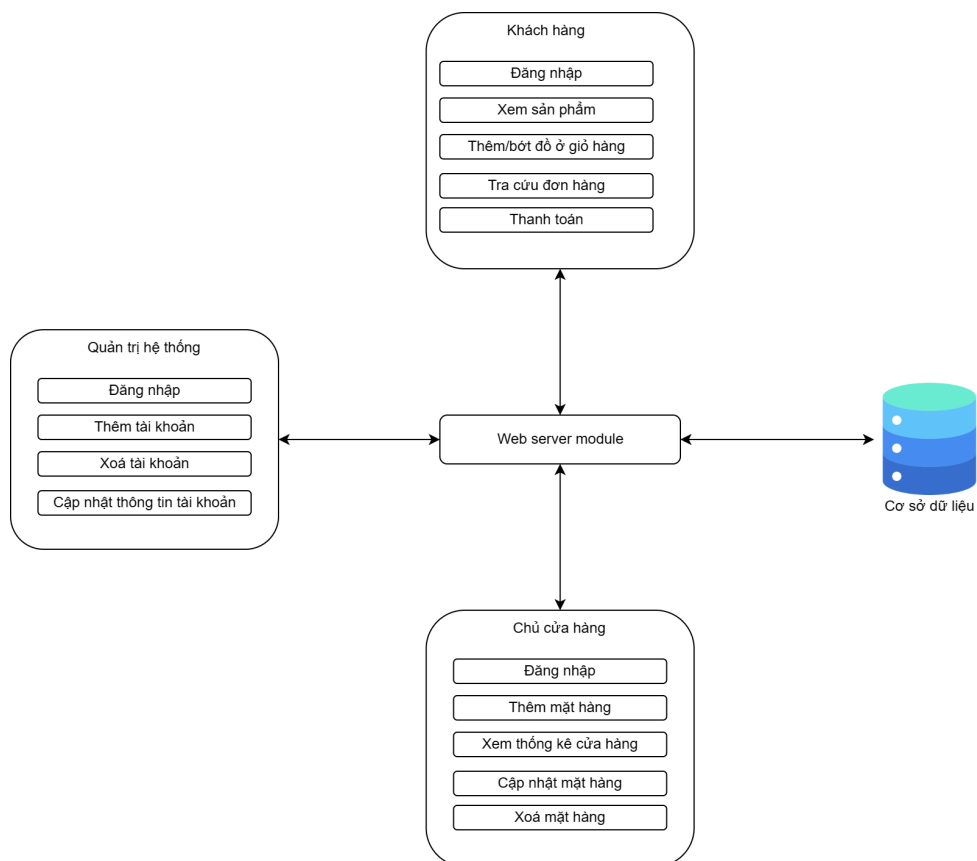 Khách hàng
Đăng nhập
Xem sản phẩm
Thêm/bớt đồ ở giỏ hàng
Tra cứu đơn hàng
Thanh toán
Quản trị hệ thống
Đăng nhập
Thêm tài khoản
Xoá tài khoản
Cập nhật thông tin tài khoản
Web server module
Cơ sở dữ liệu
Chủ cửa hàng
Đăng nhập
Thêm mặt hàng
Xem thống kê cửa hàng
Cập nhật mặt hàng
Xoá mặt hàng